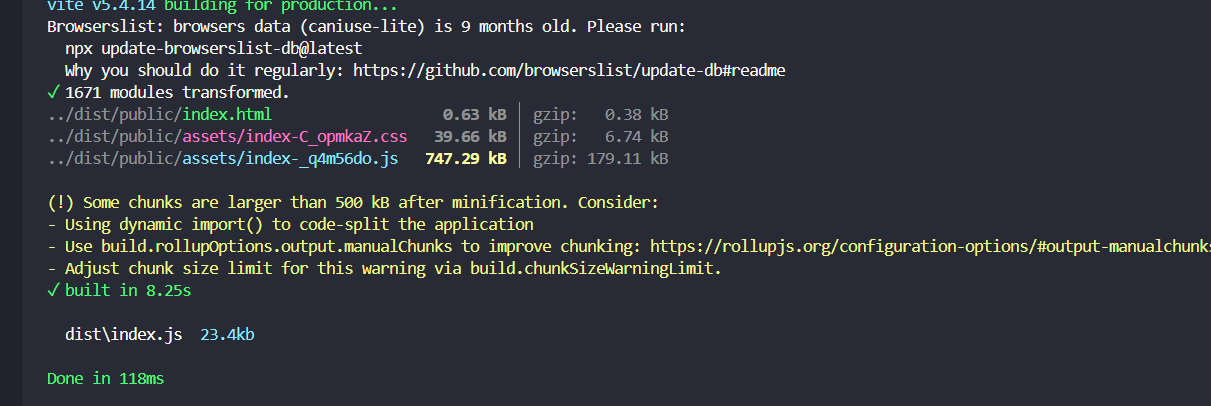 vite v5.4.14 building for production...
Browserslist: browsers data (caniuse-lite) is 9 months old. Please run:
npx update-browserslist-db@latest
Why you should do it regularly: https://github.com/browserslist/update-db#readme
✓ 1671 modules transformed.
../dist/public/index.html 0.63 kB │ gzip: 0.38 kB
../dist/public/assets/index-C_opmkaZ.css 39.66 kB │ gzip: 6.74 kB
../dist/public/assets/index-_q4m56do.js 747.29 kB │ gzip: 179.11 kB
(!) Some chunks are larger than 500 kB after minification. Consider:
- Using dynamic import() to code-split the application
- Use build.rollupOptions.output.manualChunks to improve chunking: https://rollupjs.org/configuration-options/#output-manualchunks
- Adjust chunk size limit for this warning via build.chunkSizeWarningLimit.
✓ built in 8.25s
dist\index.js 23.4kb
Done in 118ms